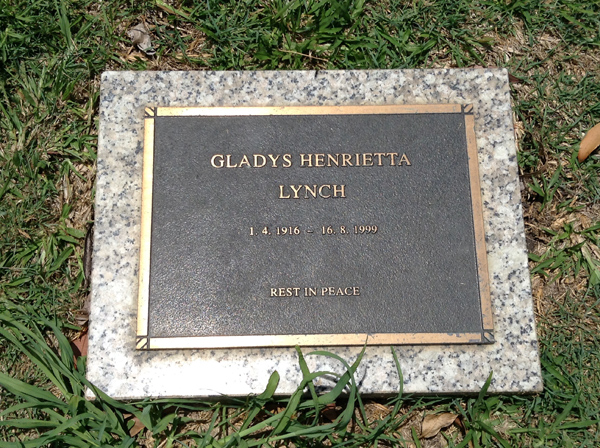 GLADYS HENRIETTA
LYNCH
1. 4. 1916 – 16. 8. 1999
REST IN PEACE